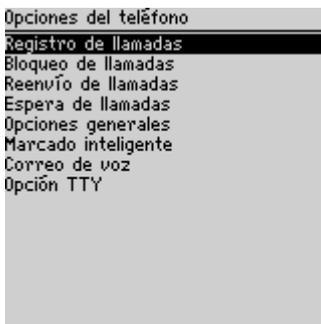 Opciones del teléfono
Registro de llamadas
Bloqueo de llamadas
Reenvío de llamadas
Espera de llamadas
Opciones generales
Marcado inteligente
Correo de voz
Opción TTY